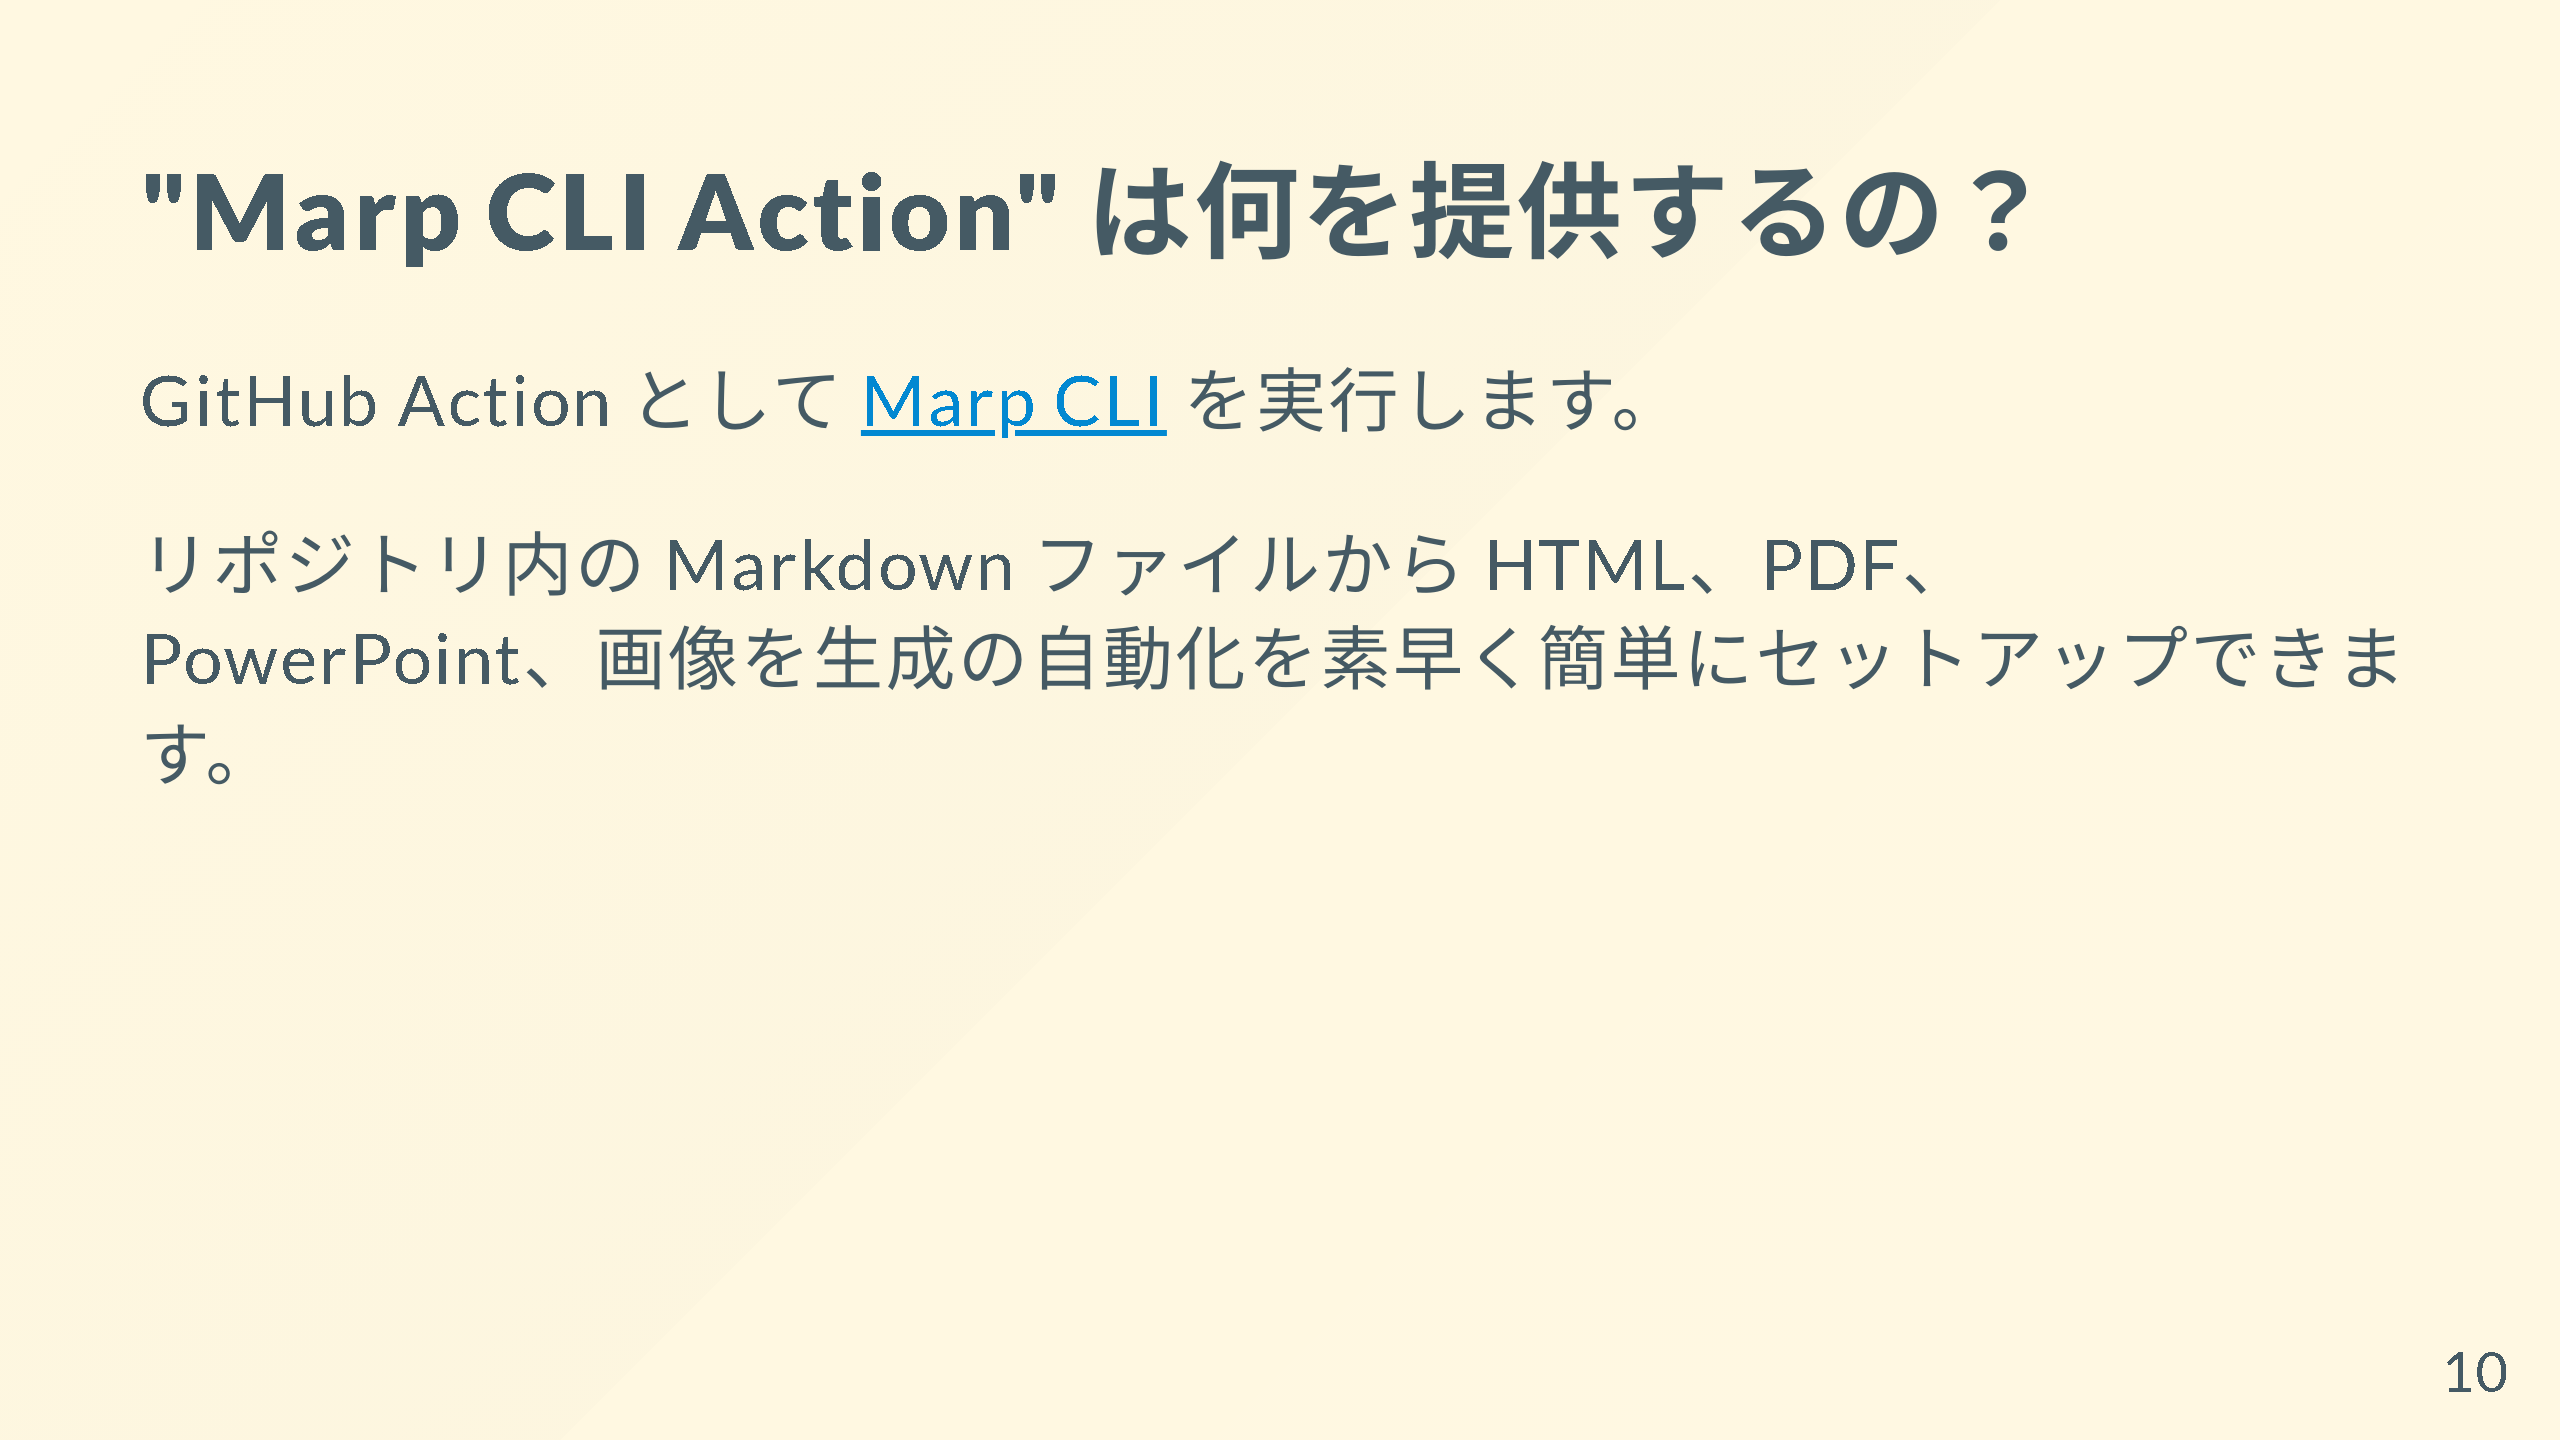 "Marp CLI Action" は何を提供するの？
GitHub Action として Marp CLI を実行します。
リポジトリ内の Markdown ファイルから HTML、PDF、
PowerPoint、画像を生成の自動化を素早く簡単にセットアップできま
す。
10